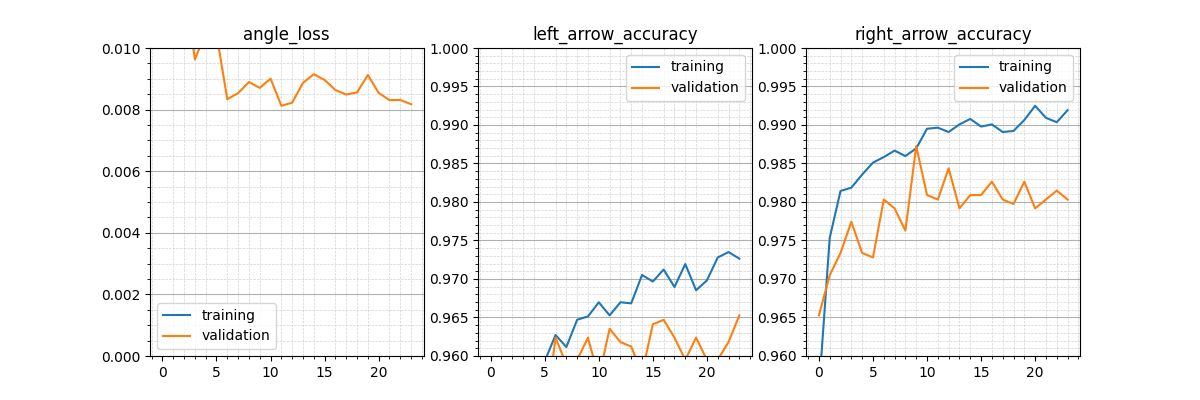 angle_loss
0.010
0.008
0.006
0.004
0.002
0.000
0 5 10 15 20
training
validation
left_arrow_accuracy
1.000
0.995
0.990
0.985
0.980
0.975
0.970
0.965
0.960
0 5 10 15 20
training
validation
right_arrow_accuracy
1.000
0.995
0.990
0.985
0.980
0.975
0.970
0.965
0.960
0 5 10 15 20
training
validation